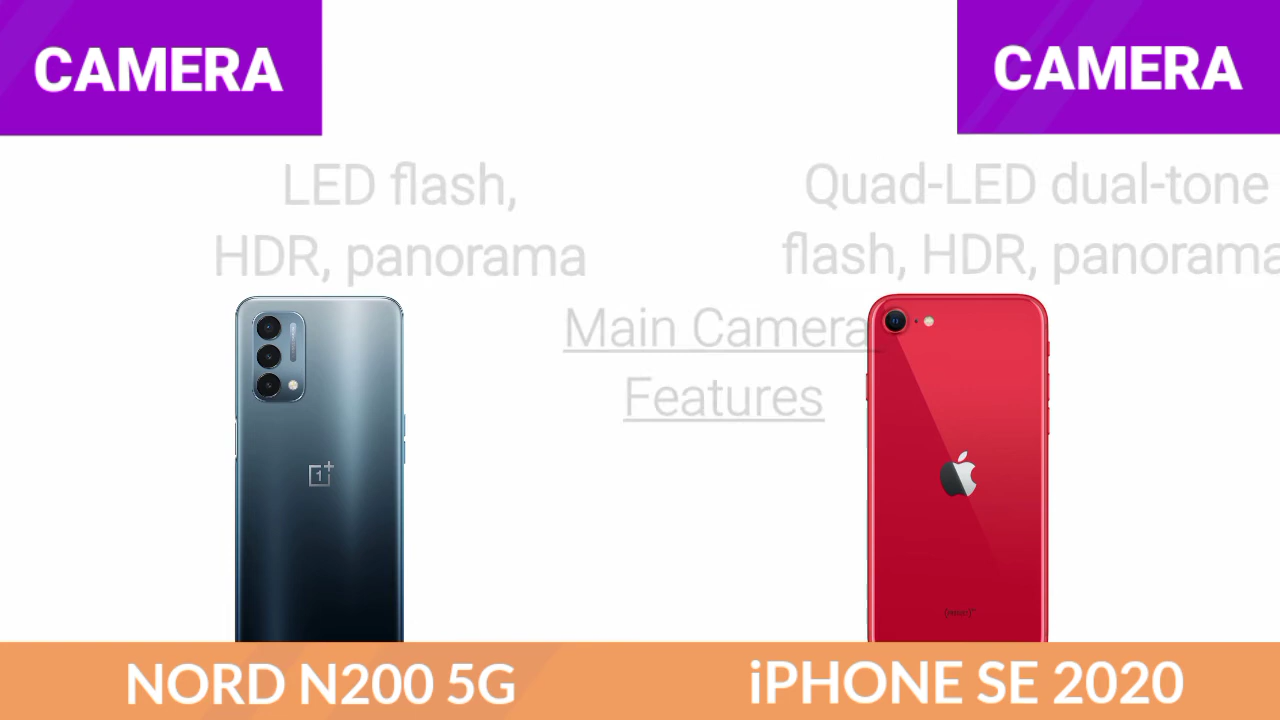 CAMERA
CAMERA
LED flash,
HDR, panorama
Quad-LED dual-tone
flash, HDR, panorama
Main Camera
Features
NORD N200 5G
iPHONE SE 2020